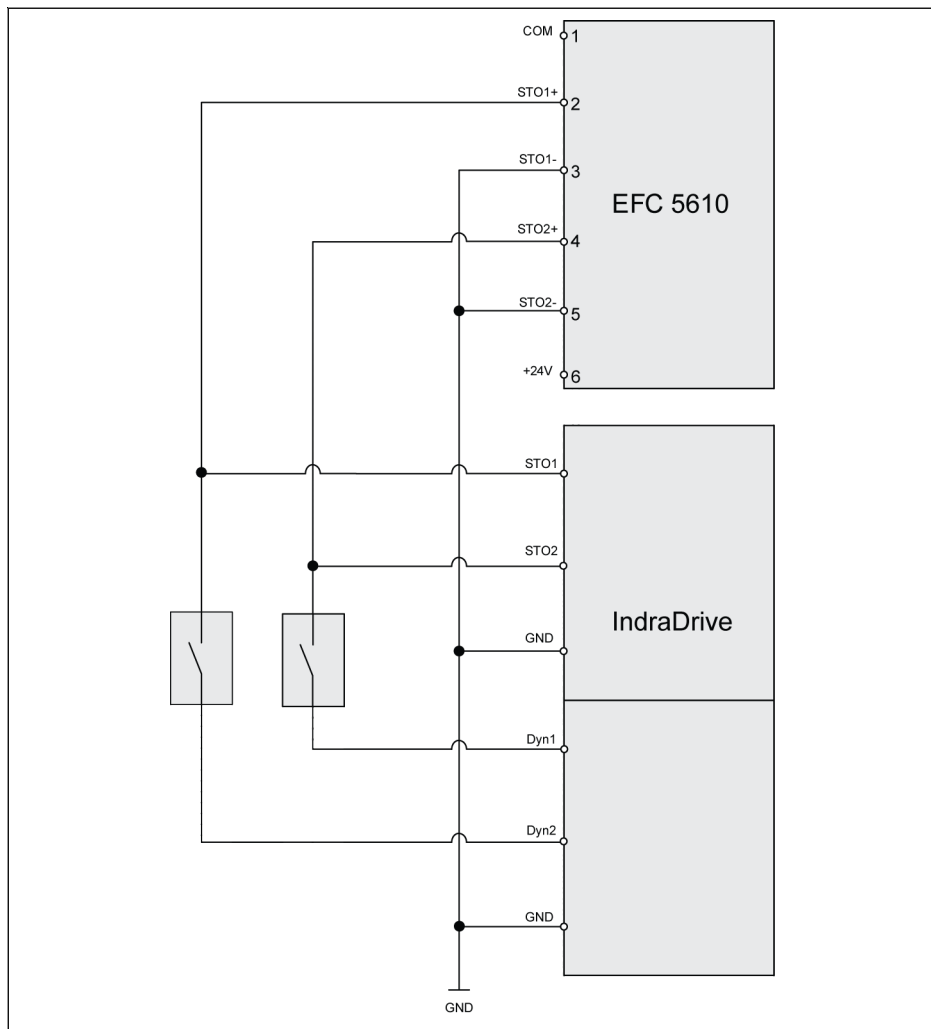 COM 1
STO1+ 2
STO1- 3
EFC 5610
STO2+ 4
STO2- 5
+24V 6
STO1
STO2
IndraDrive
GND
Dyn1
Dyn2
GND
GND